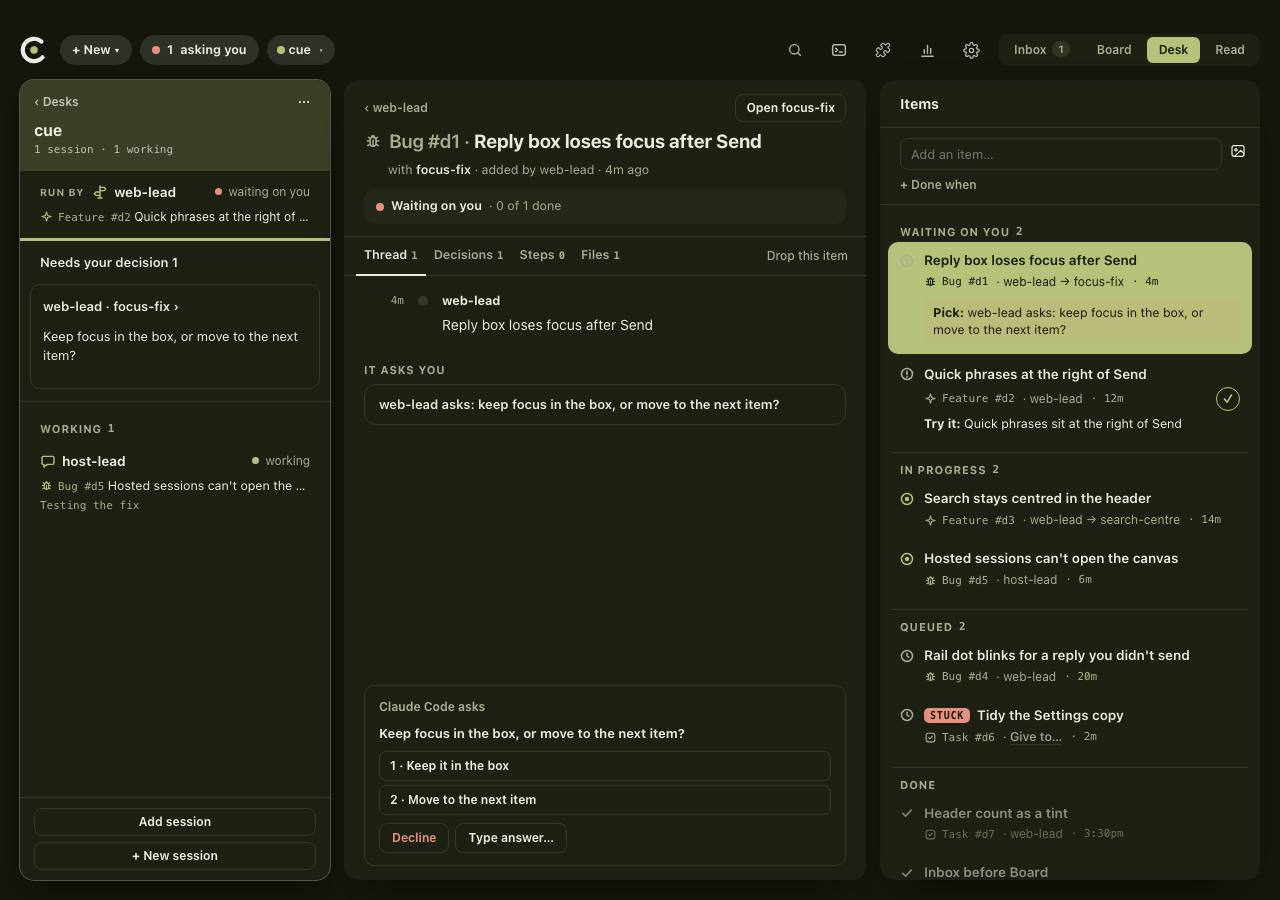 + New ▾
1 asking you
cue ·
Inbox 1
Board
Desk
Read
‹ Desks
···
cue
1 session · 1 working
RUN BY web-lead
waiting on you
Feature #d2 Quick phrases at the right of …
Needs your decision 1
web-lead · focus-fix ›
Keep focus in the box, or move to the next
item?
WORKING 1
host-lead
working
Bug #d5 Hosted sessions can't open the …
Testing the fix
Add session
+ New session
‹ web-lead
Open focus-fix
Bug #d1 · Reply box loses focus after Send
with focus-fix · added by web-lead · 4m ago
Waiting on you · 0 of 1 done
Thread 1
Decisions 1
Steps 0
Files 1
Drop this item
4m
web-lead
Reply box loses focus after Send
IT ASKS YOU
web-lead asks: keep focus in the box, or move to the next item?
Claude Code asks
Keep focus in the box, or move to the next item?
1 · Keep it in the box
2 · Move to the next item
Decline
Type answer…
Items
Add an item…
+ Done when
WAITING ON YOU 2
Reply box loses focus after Send
Bug #d1 · web-lead → focus-fix · 4m
Pick: web-lead asks: keep focus in the box, or
move to the next item?
Quick phrases at the right of Send
Feature #d2 · web-lead · 12m
Try it: Quick phrases sit at the right of Send
IN PROGRESS 2
Search stays centred in the header
Feature #d3 · web-lead → search-centre · 14m
Hosted sessions can't open the canvas
Bug #d5 · host-lead · 6m
QUEUED 2
Rail dot blinks for a reply you didn't send
Bug #d4 · web-lead · 20m
STUCK Tidy the Settings copy
Task #d6 · Give to… · 2m
DONE
Header count as a tint
Task #d7 · web-lead · 3:30pm
Inbox before Board